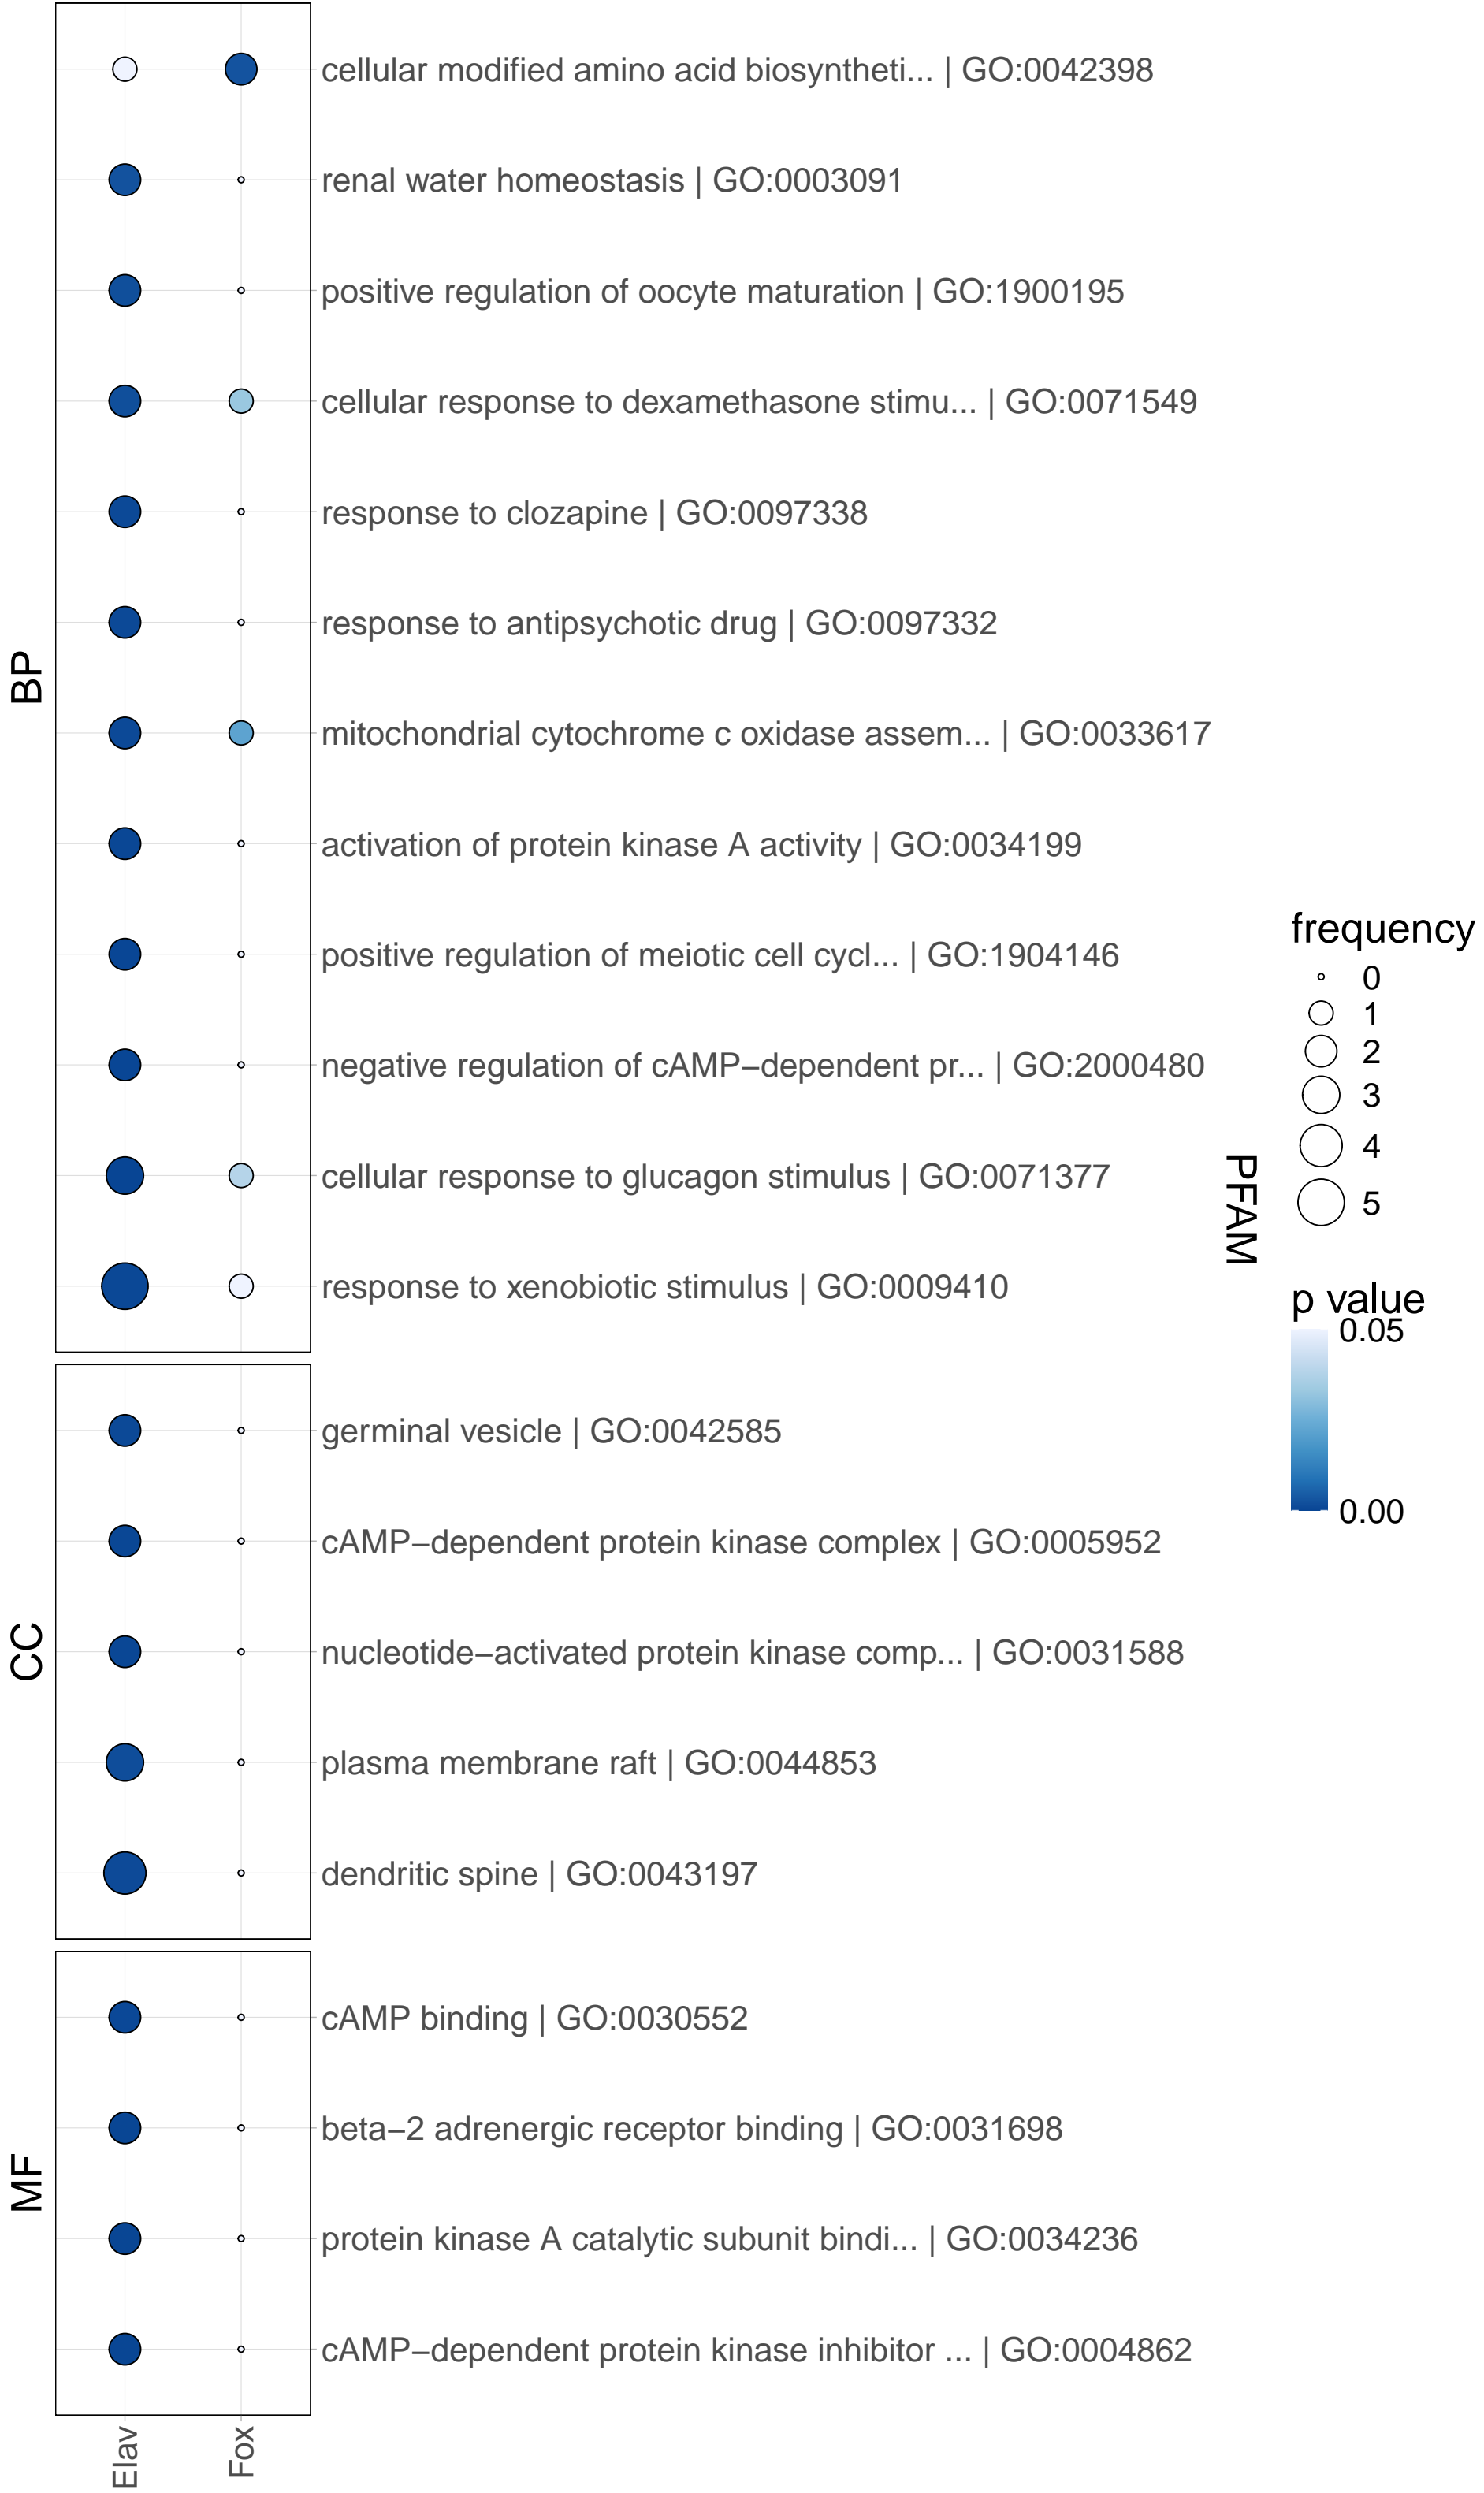 BP
cellular modified amino acid biosyntheti... | GO:0042398
renal water homeostasis | GO:0003091
positive regulation of oocyte maturation | GO:1900195
cellular response to dexamethasone stimu... | GO:0071549
response to clozapine | GO:0097338
response to antipsychotic drug | GO:0097332
mitochondrial cytochrome c oxidase assem... | GO:0033617
activation of protein kinase A activity | GO:0034199
positive regulation of meiotic cell cycl... | GO:1904146
negative regulation of cAMP−dependent pr... | GO:2000480
cellular response to glucagon stimulus | GO:0071377
response to xenobiotic stimulus | GO:0009410
CC
germinal vesicle | GO:0042585
cAMP−dependent protein kinase complex | GO:0005952
nucleotide−activated protein kinase comp... | GO:0031588
plasma membrane raft | GO:0044853
dendritic spine | GO:0043197
MF
cAMP binding | GO:0030552
beta−2 adrenergic receptor binding | GO:0031698
protein kinase A catalytic subunit bindi... | GO:0034236
cAMP−dependent protein kinase inhibitor ... | GO:0004862
Elav
Fox
PFAM
frequency
0
1
2
3
4
5
p value
0.05
0.00